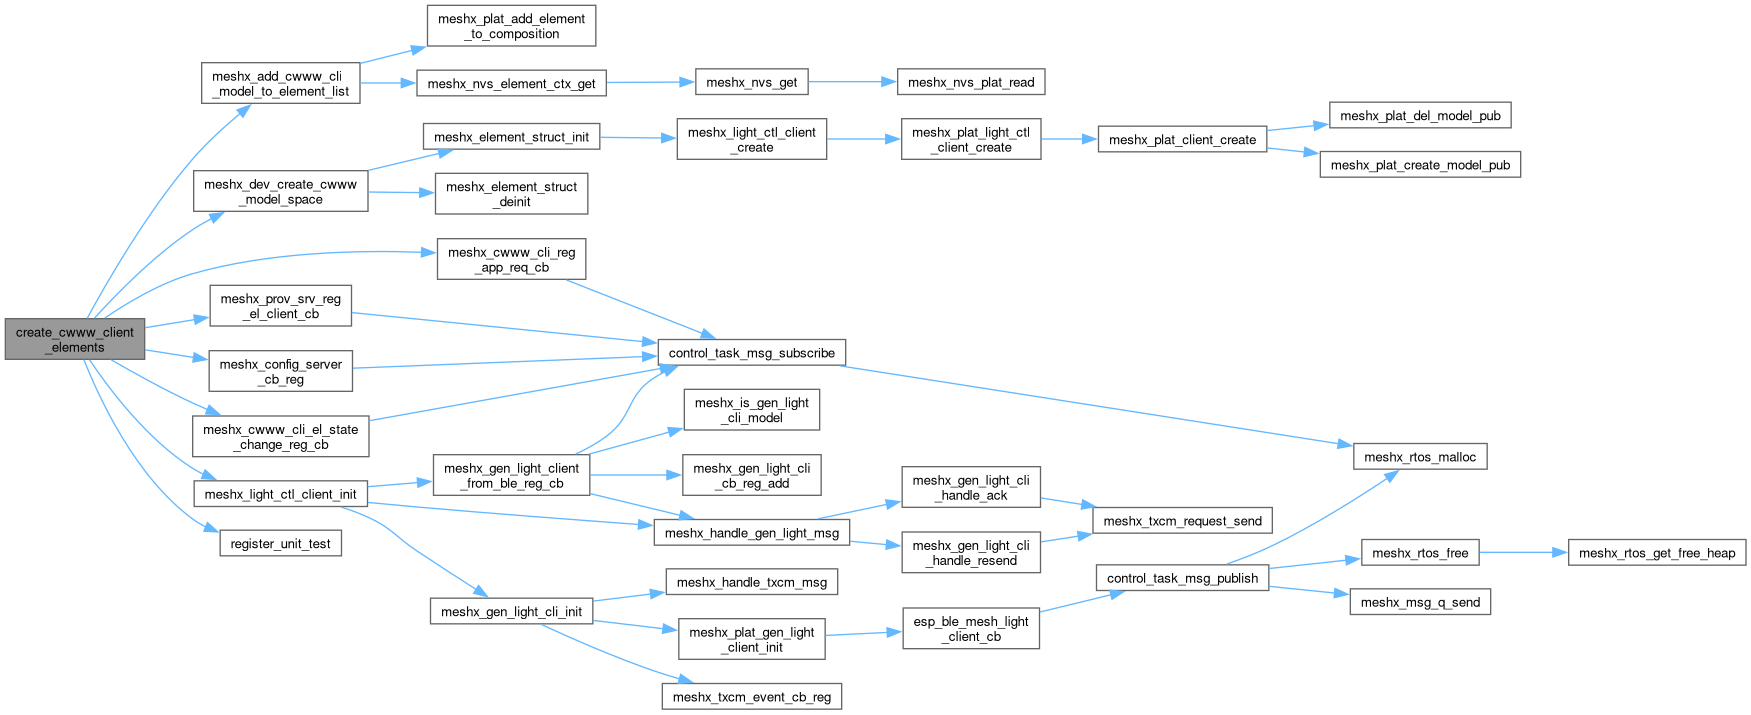 create_cwww_client
_elements
meshx_add_cwww_cli
_model_to_element_list
meshx_plat_add_element
_to_composition
meshx_nvs_element_ctx_get
meshx_nvs_get
meshx_nvs_plat_read
meshx_dev_create_cwww
_model_space
meshx_element_struct_init
meshx_light_ctl_client
_create
meshx_plat_light_ctl
_client_create
meshx_plat_client_create
meshx_plat_del_model_pub
meshx_plat_create_model_pub
meshx_element_struct
_deinit
meshx_cwww_cli_reg
_app_req_cb
meshx_prov_srv_reg
_el_client_cb
control_task_msg_subscribe
meshx_config_server
_cb_reg
meshx_cwww_cli_el_state
_change_reg_cb
meshx_light_ctl_client_init
register_unit_test
meshx_gen_light_client
_from_ble_reg_cb
meshx_is_gen_light
_cli_model
meshx_gen_light_cli
_cb_reg_add
meshx_handle_gen_light_msg
meshx_gen_light_cli
_handle_ack
meshx_gen_light_cli
_handle_resend
meshx_txcm_request_send
meshx_rtos_malloc
meshx_gen_light_cli_init
meshx_handle_txcm_msg
meshx_plat_gen_light
_client_init
meshx_txcm_event_cb_reg
esp_ble_mesh_light
_client_cb
control_task_msg_publish
meshx_rtos_free
meshx_rtos_get_free_heap
meshx_msg_q_send